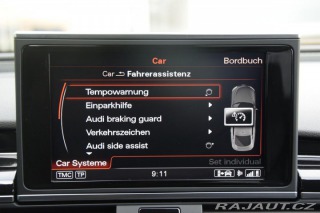 Car
Bordbuch
Car Fahrerassistenz
Tempowarnung
Einparkhilfe
Audi braking guard
Verkehrszeichen
Audi side assist
Car Systeme
Set individual
TMC TP
9:11
RAUJAUTO.CZ